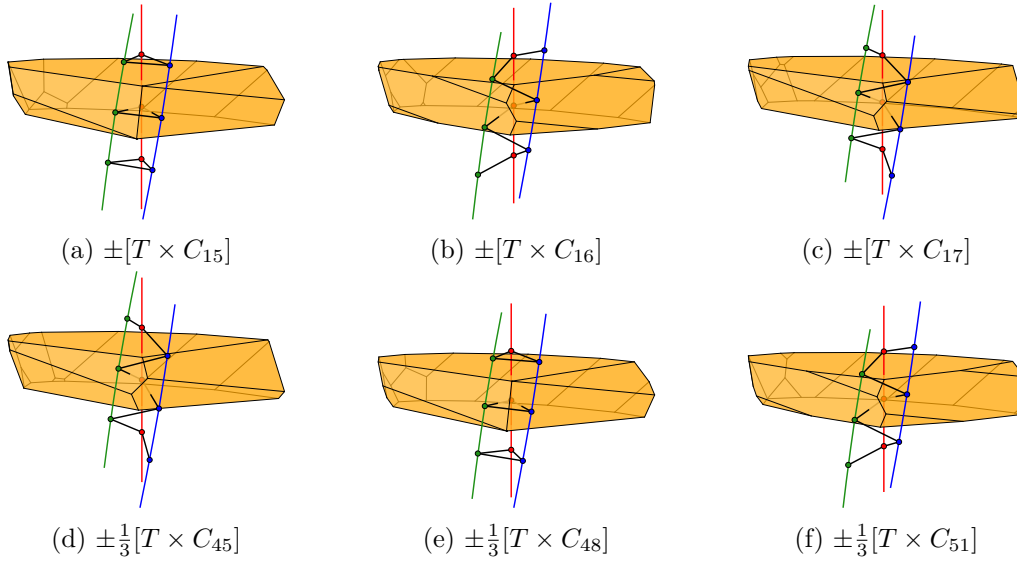 (a) ±[T × C₁₅]
(b) ±[T × C₁₆]
(c) ±[T × C₁₇]
(d) ±⅓[T × C₄₅]
(e) ±⅓[T × C₄₈]
(f) ±⅓[T × C₅₁]